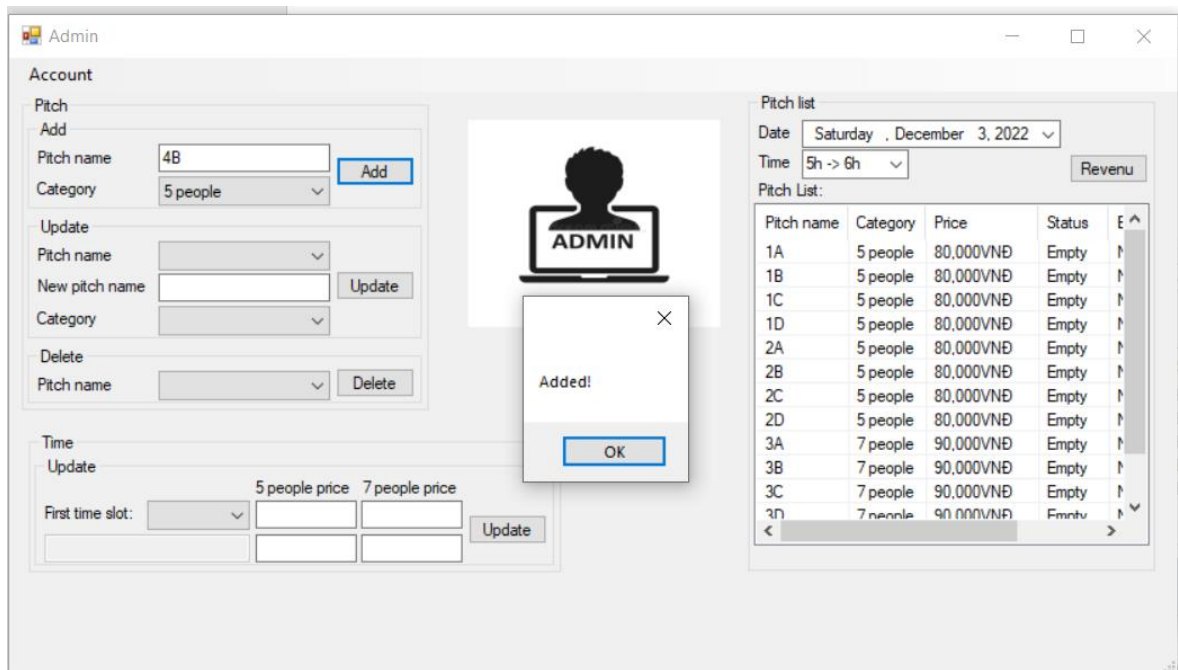 Admin
Account
Pitch
Add
Pitch name 4B
Add
Category 5 people
Update
Pitch name
New pitch name Update
Category
Delete
Pitch name Delete
Time
Update
5 people price 7 people price
First time slot: Update
ADMIN
Added!
OK
Pitch list
Date Saturday , December 3, 2022
Time 5h -> 6h
Revenu
Pitch List:
Pitch name Category Price Status
1A 5 people 80,000VNĐ Empty
1B 5 people 80,000VNĐ Empty
1C 5 people 80,000VNĐ Empty
1D 5 people 80,000VNĐ Empty
2A 5 people 80,000VNĐ Empty
2B 5 people 80,000VNĐ Empty
2C 5 people 80,000VNĐ Empty
2D 5 people 80,000VNĐ Empty
3A 7 people 90,000VNĐ Empty
3B 7 people 90,000VNĐ Empty
3C 7 people 90,000VNĐ Empty
3D 7 people 90,000VNĐ Empty